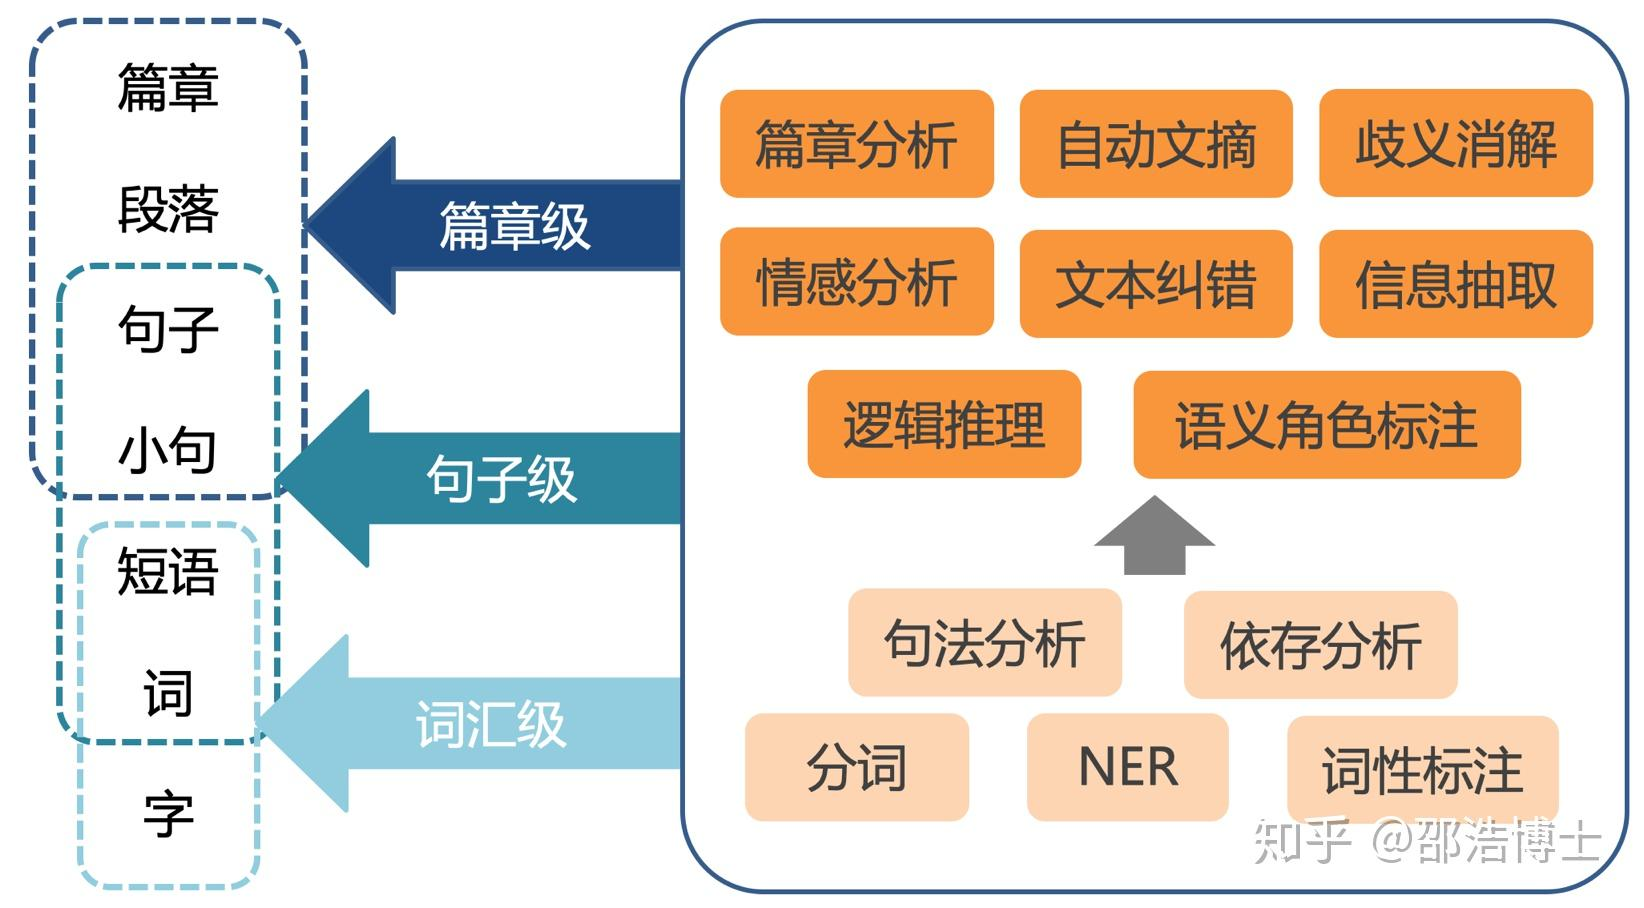 篇章
段落
句子
小句
短语
词
字
篇章级
句子级
词汇级
篇章分析 自动文摘 歧义消解
情感分析 文本纠错 信息抽取
逻辑推理 语义角色标注
句法分析 依存分析
分词 NER 词性标注
知乎 @邵浩博士